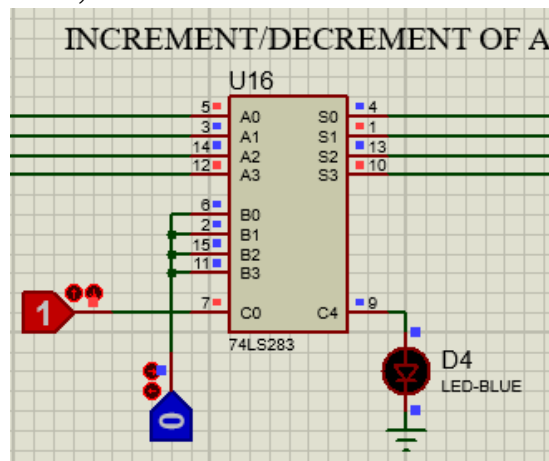 INCREMENT/DECREMENT OF A
U16
5 A0 S0 4
3 A1 S1 1
14 A2 S2 13
12 A3 S3 10
6 B0
2 B1
15 B2
11 B3
1 7 C0 C4 9
74LS283
D4
LED-BLUE
0